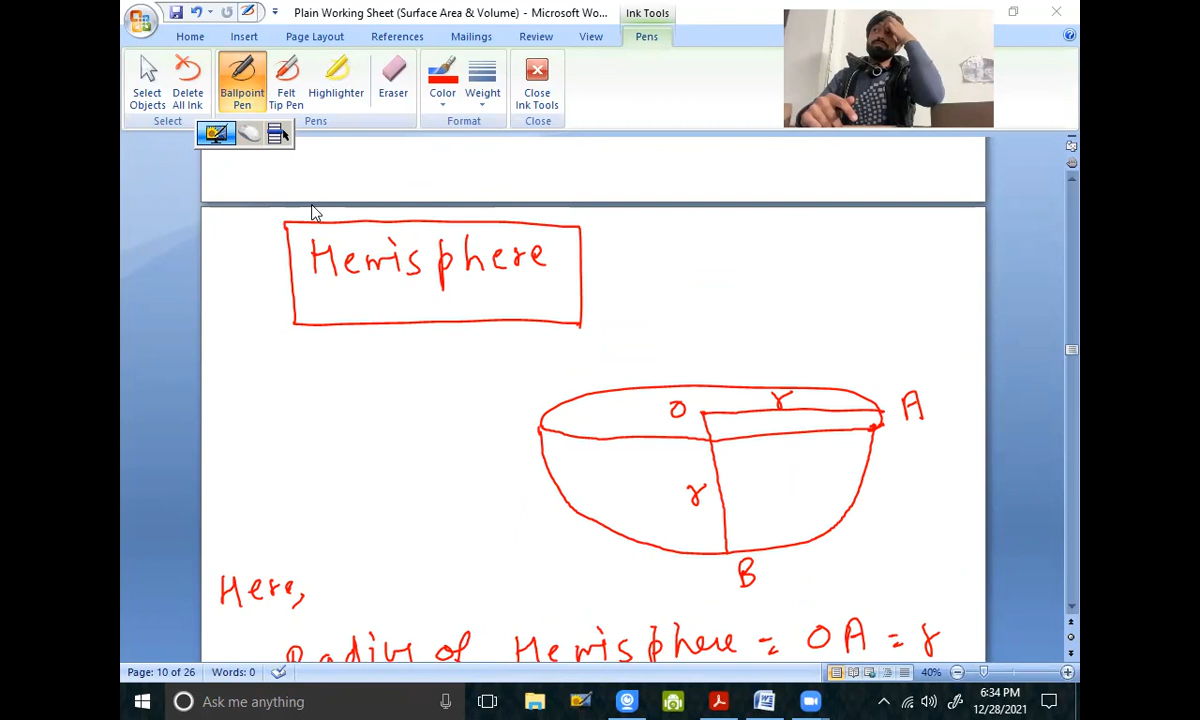 Plain Working Sheet (Surface Area & Volume) - Microsoft Wo...
Ink Tools
Home Insert Page Layout References Mailings Review View Pens
Select Objects
Delete All Ink
Ballpoint Pen
Felt Tip Pen
Highlighter
Eraser
Color
Weight
Close Ink Tools
Select Pens Format Close
Hemisphere
O r A
r
B
Here,
Radius of Hemisphere = OA = r
Page: 10 of 26 Words: 0 40%
Ask me anything 6:34 PM
12/28/2021